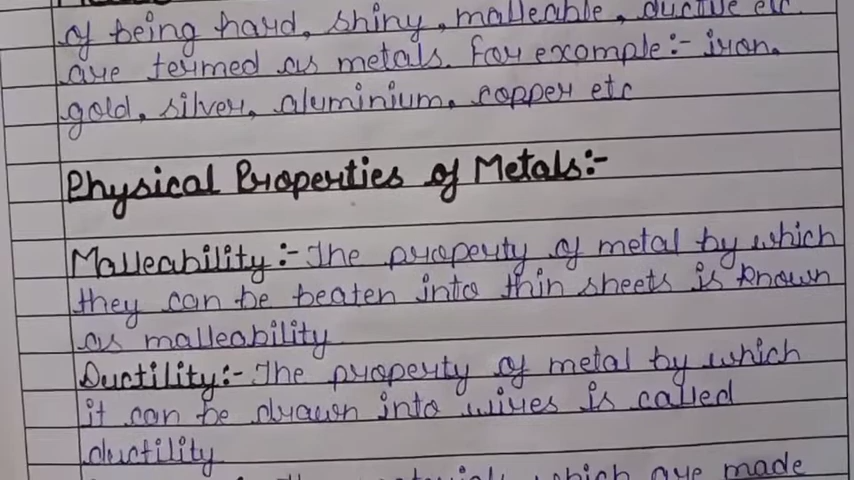 of being hard, shiny, malleable, ductile etc.
are termed as metals. For example:- iron,
gold, silver, aluminium, copper etc
Physical Properties of Metals:-
Malleability:- The property of metal by which
they can be beaten into thin sheets is known
as malleability
Ductility:- The property of metal by which
it can be drawn into wires is called
ductility
which are made